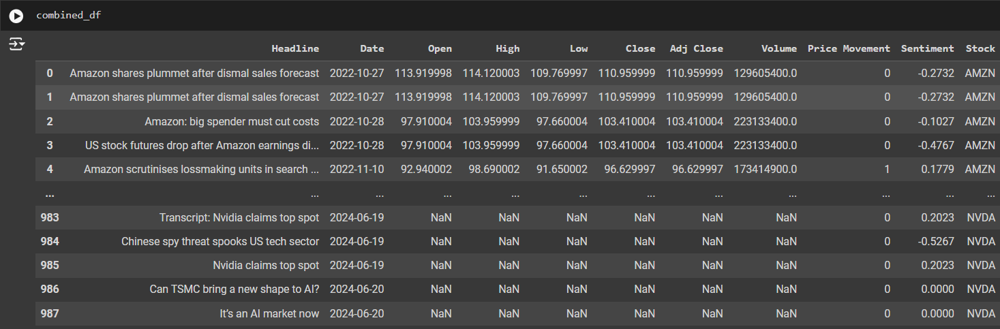 combined_df
Headline Date Open High Low Close Adj Close Volume Price Movement Sentiment Stock
0 Amazon shares plummet after dismal sales forecast 2022-10-27 113.919998 114.120003 109.769997 110.959999 110.959999 129605400.0 0 -0.2732 AMZN
1 Amazon shares plummet after dismal sales forecast 2022-10-27 113.919998 114.120003 109.769997 110.959999 110.959999 129605400.0 0 -0.2732 AMZN
2 Amazon: big spender must cut costs 2022-10-28 97.910004 103.959999 97.660004 103.410004 103.410004 223133400.0 0 -0.1027 AMZN
3 US stock futures drop after Amazon earnings di... 2022-10-28 97.910004 103.959999 97.660004 103.410004 103.410004 223133400.0 0 -0.4767 AMZN
4 Amazon scrutinises lossmaking units in search ... 2022-11-10 92.940002 98.690002 91.650002 96.629997 96.629997 173414900.0 1 0.1779 AMZN
... ... ... ... ... ... ... ... ... ... ... ...
983 Transcript: Nvidia claims top spot 2024-06-19 NaN NaN NaN NaN NaN NaN 0 0.2023 NVDA
984 Chinese spy threat spooks US tech sector 2024-06-19 NaN NaN NaN NaN NaN NaN 0 -0.5267 NVDA
985 Nvidia claims top spot 2024-06-19 NaN NaN NaN NaN NaN NaN 0 0.2023 NVDA
986 Can TSMC bring a new shape to AI? 2024-06-20 NaN NaN NaN NaN NaN NaN 0 0.0000 NVDA
987 It’s an AI market now 2024-06-20 NaN NaN NaN NaN NaN NaN 0 0.0000 NVDA